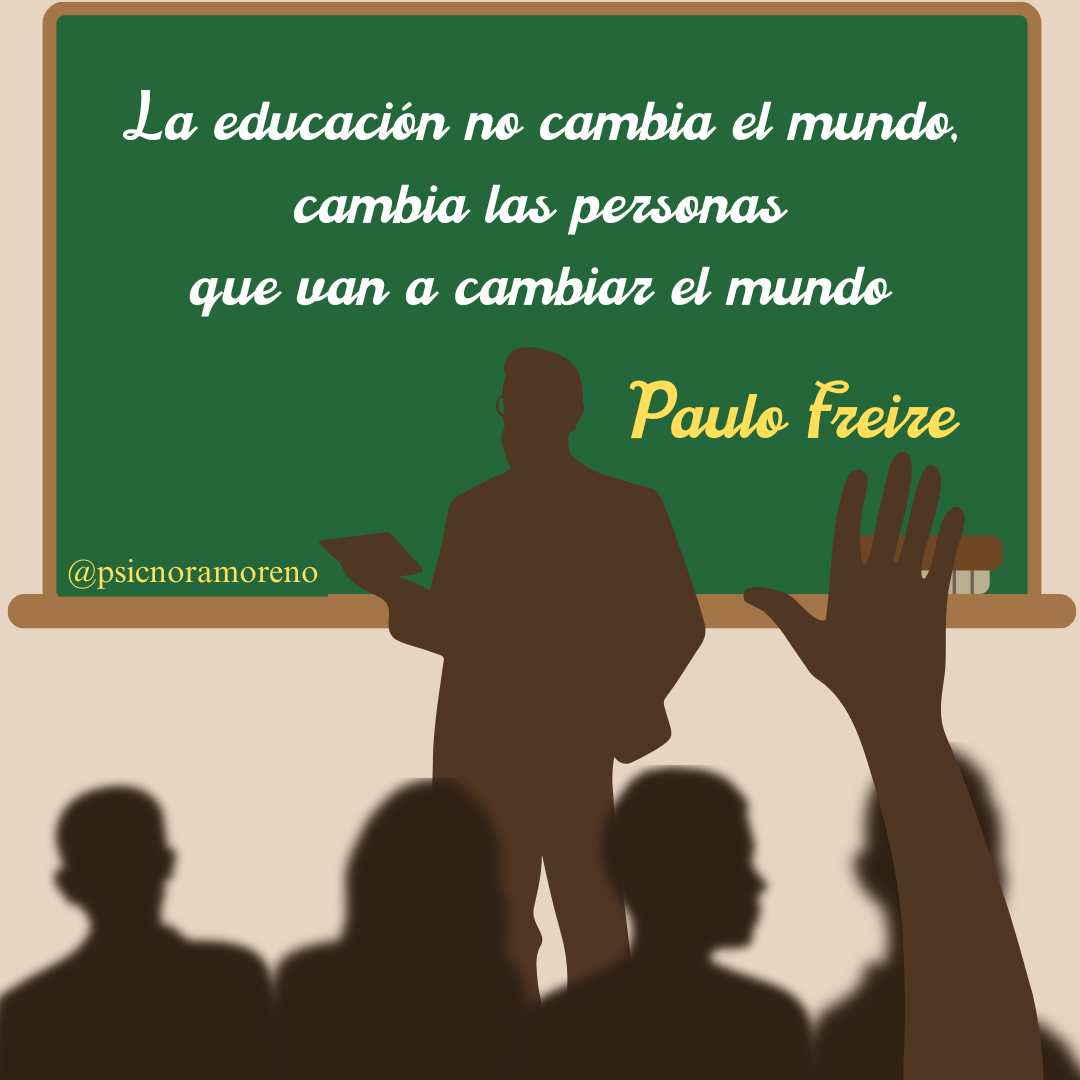 La educación no cambia el mundo,
cambia las personas
que van a cambiar el mundo
Paulo Freire
@psicnoramoreno